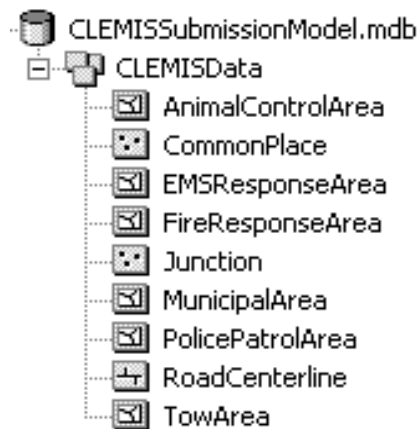 CLEMISSubmissionModel.mdb
CLEMISData
AnimalControlArea
CommonPlace
EMSResponseArea
FireResponseArea
Junction
MunicipalArea
PolicePatrolArea
RoadCenterline
TowArea